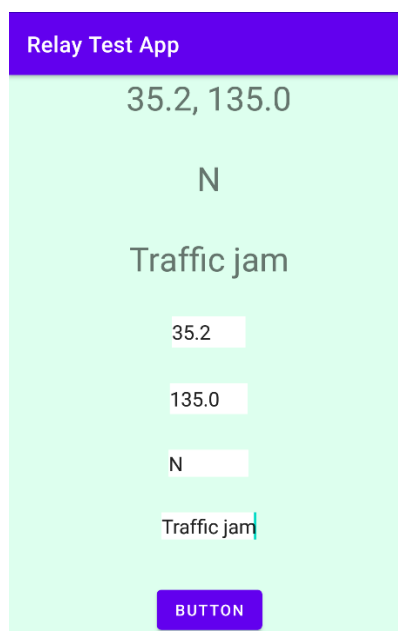 Relay Test App
35.2, 135.0
N
Traffic jam
35.2
135.0
N
Traffic jam
BUTTON